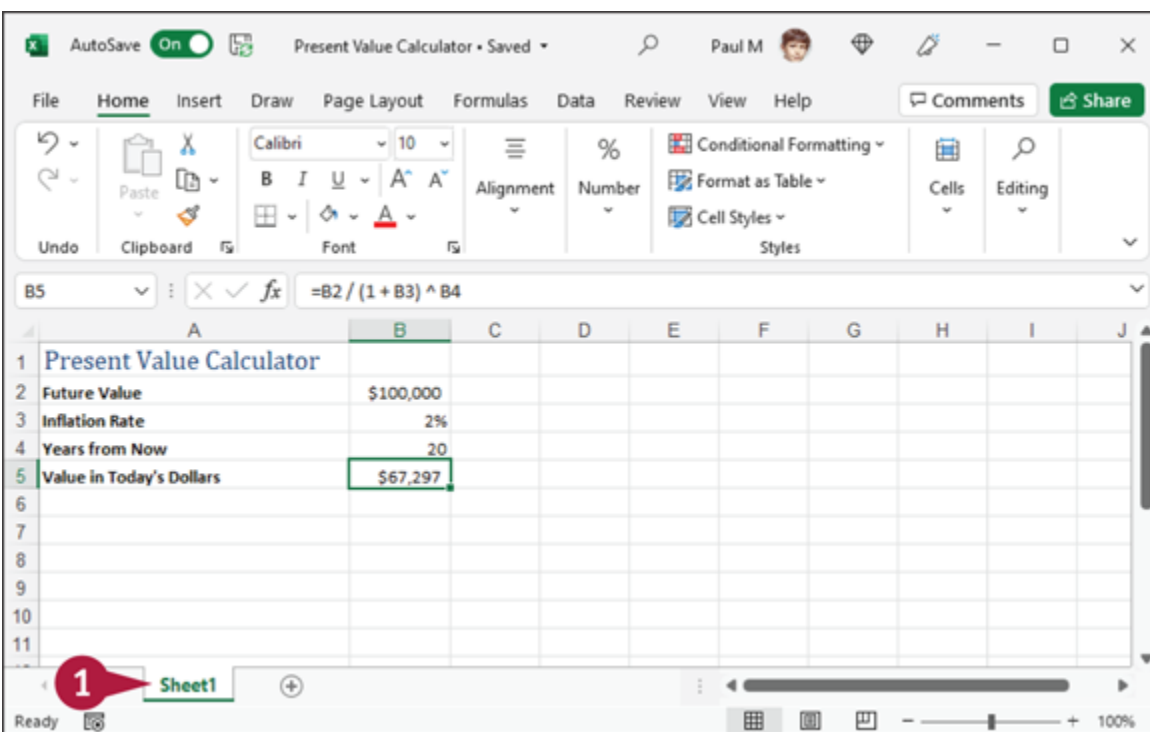 AutoSave On Present Value Calculator • Saved Paul M
File Home Insert Draw Page Layout Formulas Data Review View Help Comments Share
Calibri 10
Paste B I U A A A Alignment % Number Conditional Formatting
Format as Table
Cell Styles
Cells Editing
Undo Clipboard Font Styles
B5 fx =B2 / (1 + B3) ^ B4
A B C D E F G H I J
1 Present Value Calculator
2 Future Value $100,000
3 Inflation Rate 2%
4 Years from Now 20
5 Value in Today's Dollars $67,297
6
7
8
9
10
11
1 Sheet1
Ready 100%